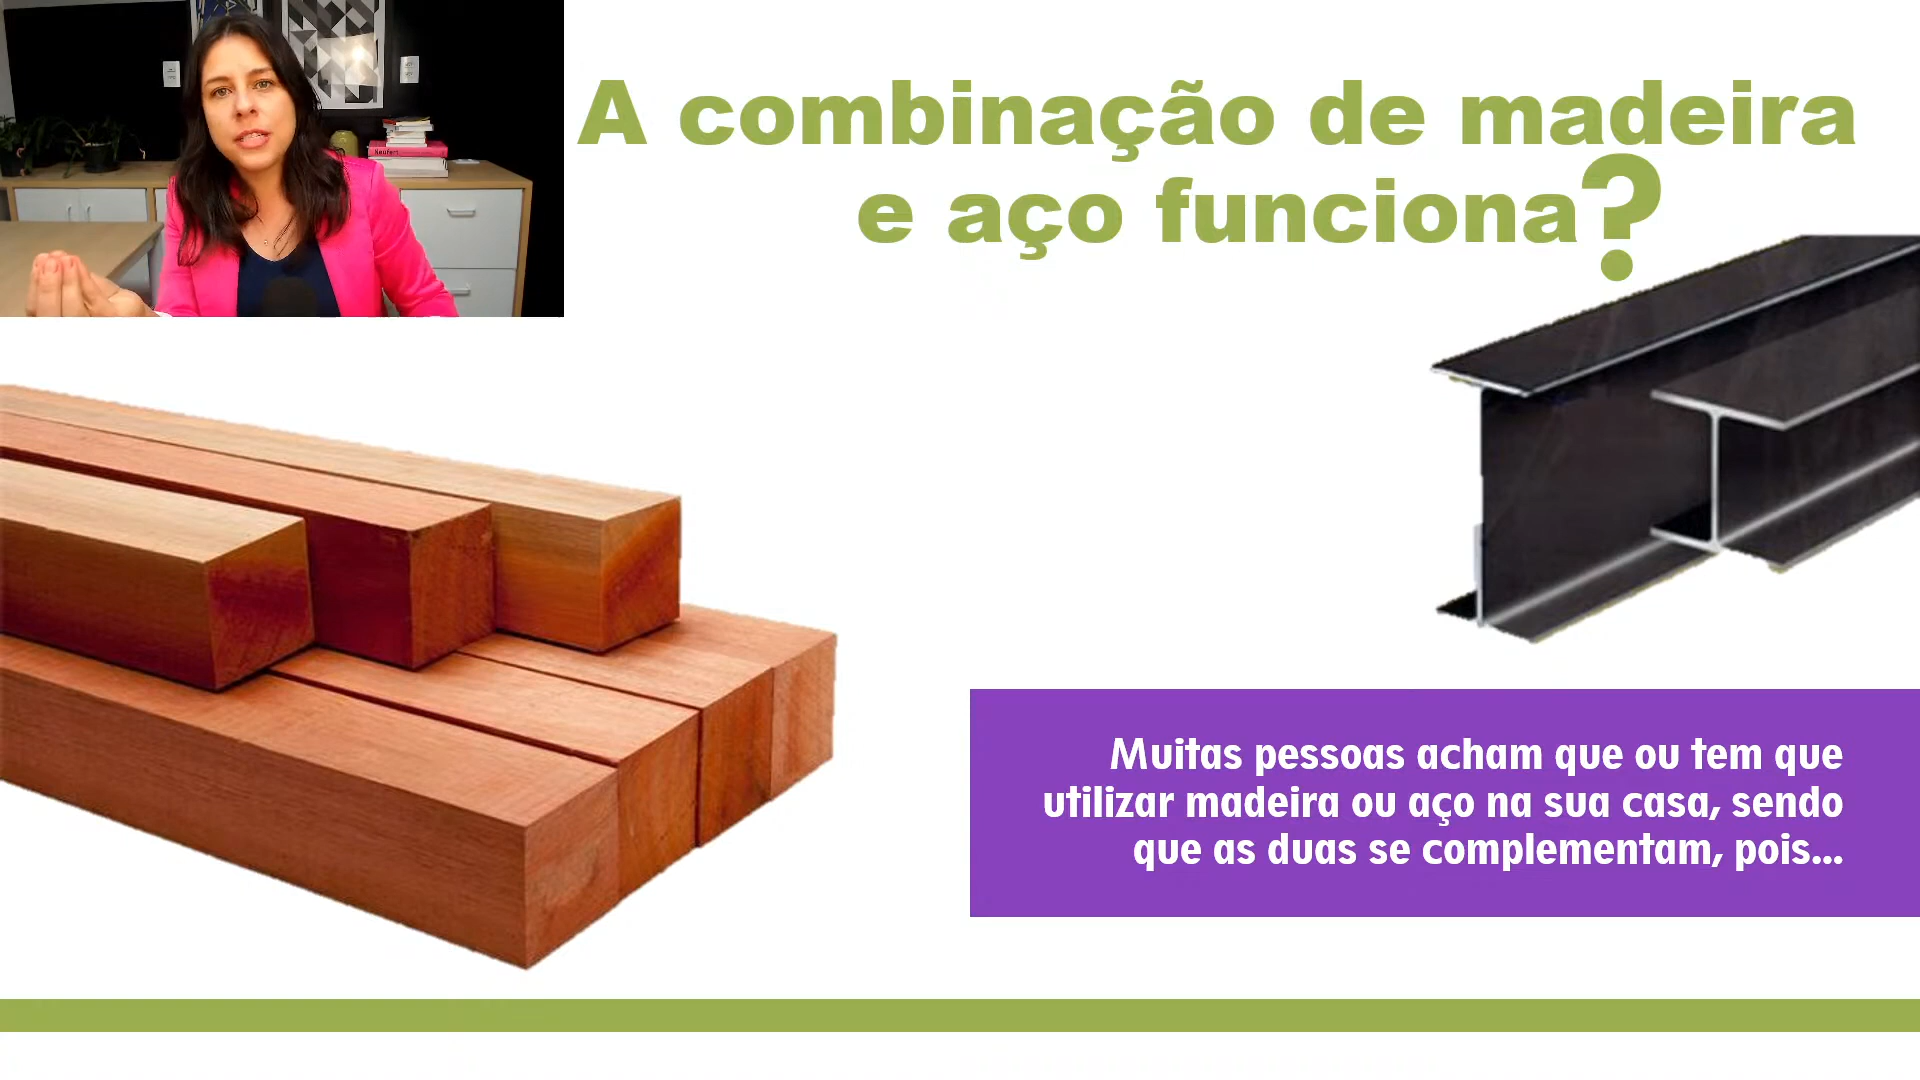 A combinação de madeira
e aço funciona?
Neufert
Muitas pessoas acham que ou tem que
utilizar madeira ou aço na sua casa, sendo
que as duas se complementam, pois...